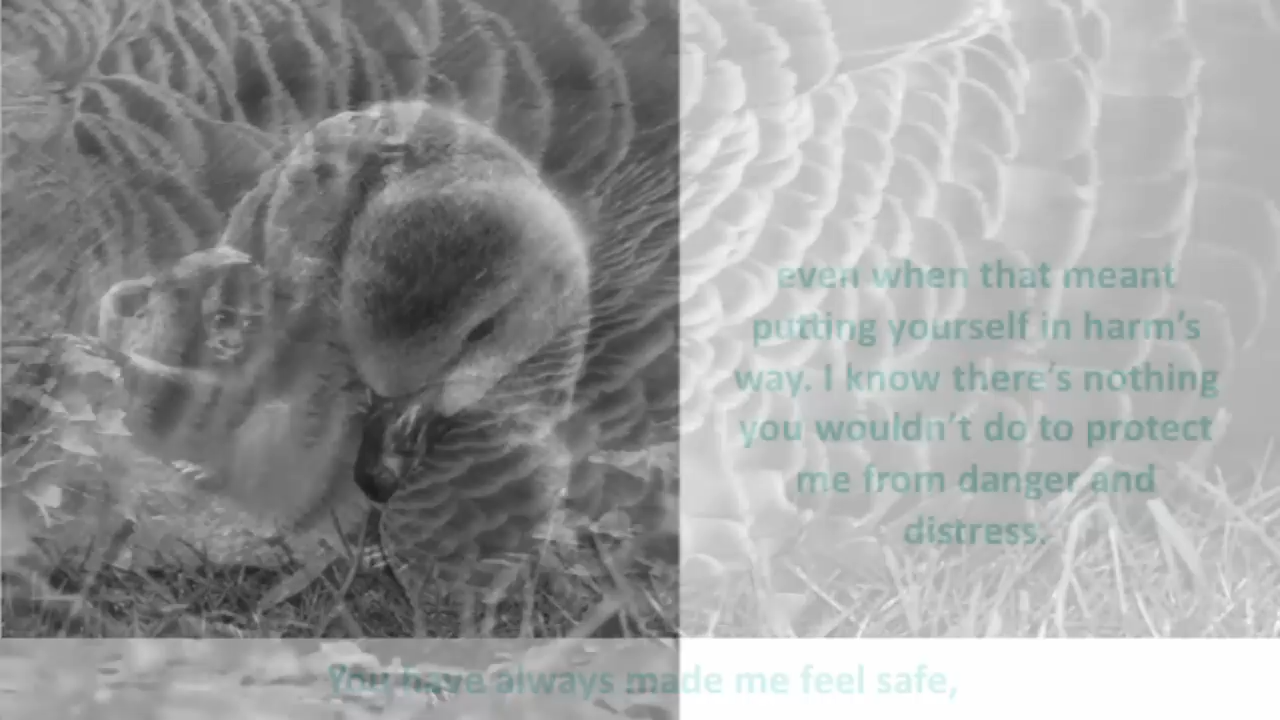 even when that meant
putting yourself in harm's
way. I know there's nothing
you wouldn't do to protect
me from danger and
distress.
You have always made me feel safe,